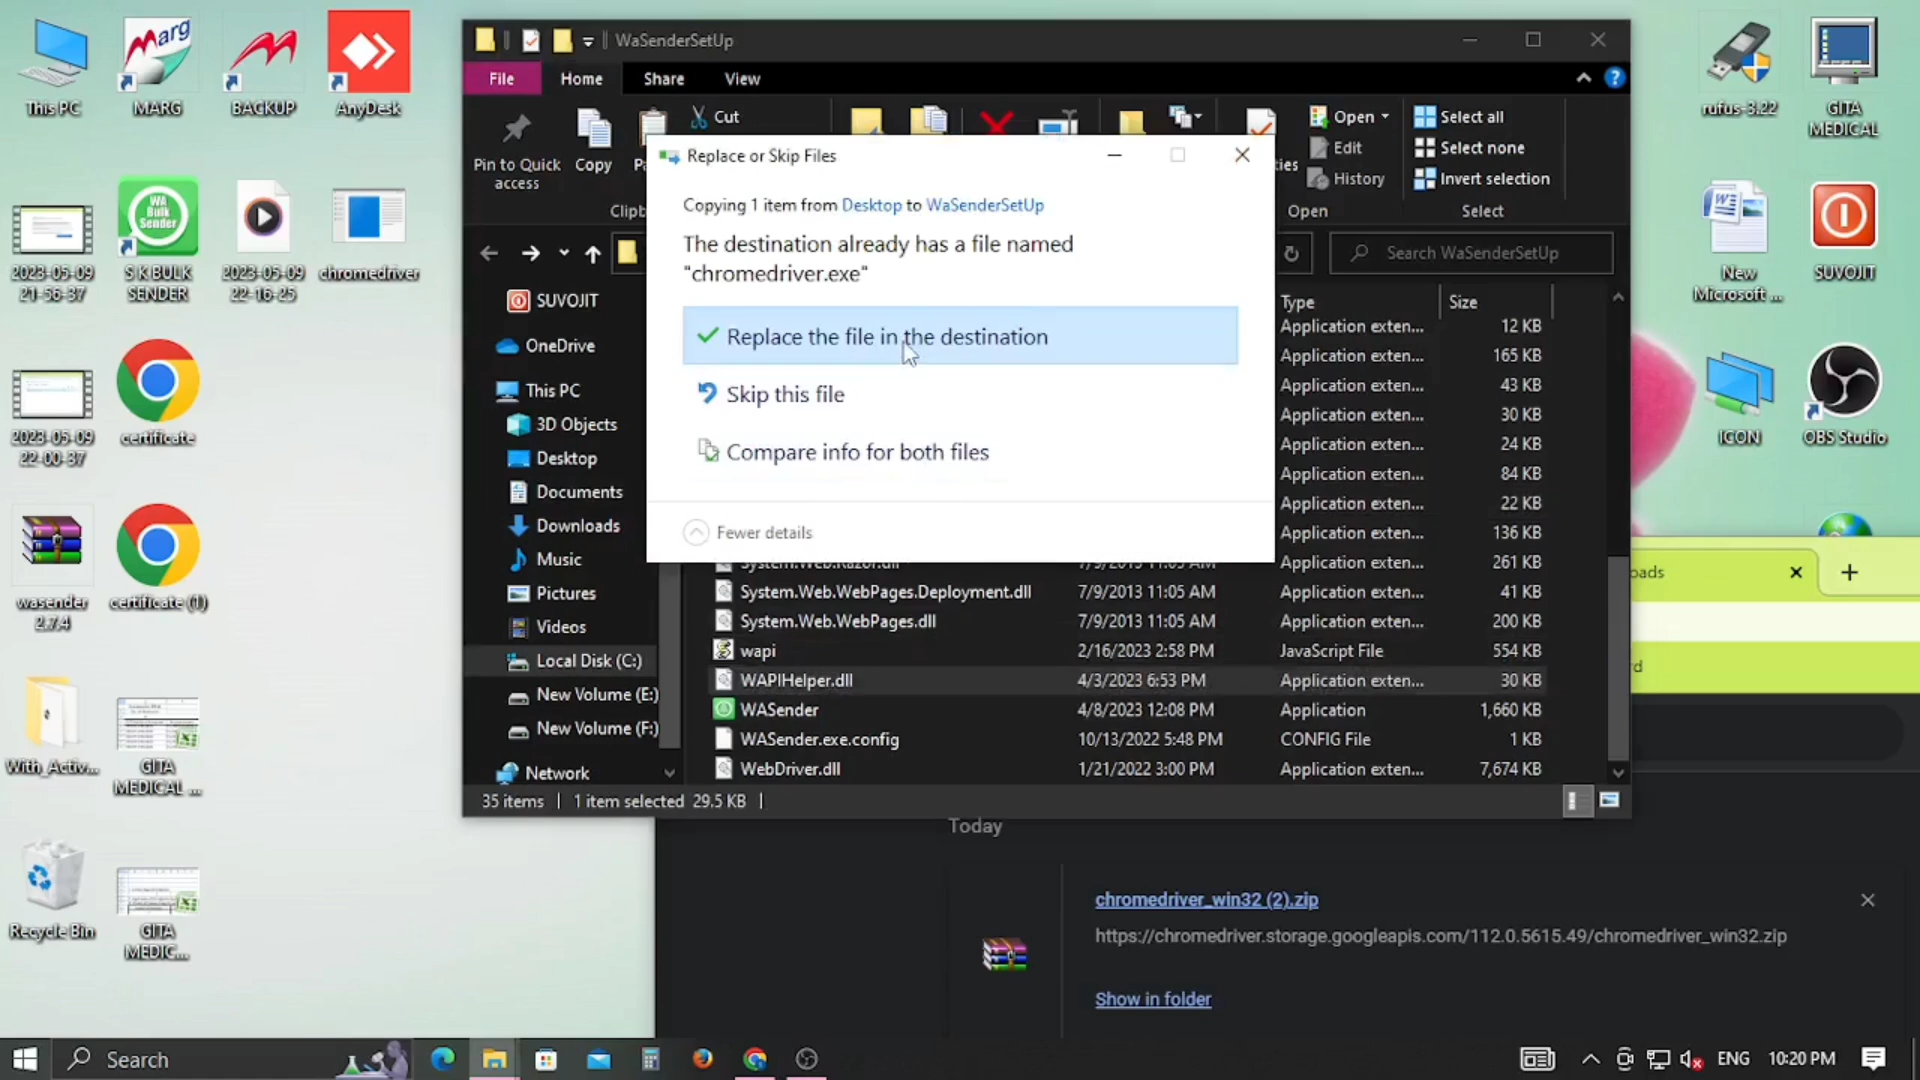 This PC
MARG
BACKUP
AnyDesk
2023-05-09
21-56-37
S K BULK
SENDER
2023-05-09
22-16-25
chromedriver
2023-05-09
22-00-37
certificate
wasender
2.7.4
certificate (1)
With_Activ...
GITA
MEDICAL ...
Recycle Bin
GITA
MEDIC...
Marg
WA
Bulk
Sender
WaSenderSetUp
File
Home
Share
View
Pin to Quick
access
Copy
Cut
Open
Edit
History
Select all
Select none
Invert selection
Open
Select
Search WaSenderSetUp
SUVOJIT
OneDrive
This PC
3D Objects
Desktop
Documents
Downloads
Music
Pictures
Videos
Local Disk (C:)
New Volume (E:)
New Volume (F:)
Network
Replace or Skip Files
Copying 1 item from Desktop to WaSenderSetUp
The destination already has a file named
"chromedriver.exe"
Replace the file in the destination
Skip this file
Compare info for both files
Fewer details
Type Size
Application exten... 12 KB
Application exten... 165 KB
Application exten... 43 KB
Application exten... 30 KB
Application exten... 24 KB
Application exten... 84 KB
Application exten... 22 KB
Application exten... 136 KB
Application exten... 261 KB
System.Web.WebPages.Deployment.dll 7/9/2013 11:05 AM Application exten... 41 KB
System.Web.WebPages.dll 7/9/2013 11:05 AM Application exten... 200 KB
wapi 2/16/2023 2:58 PM JavaScript File 554 KB
WAPIHelper.dll 4/3/2023 6:53 PM Application exten... 30 KB
WASender 4/8/2023 12:08 PM Application 1,660 KB
WASender.exe.config 10/13/2022 5:48 PM CONFIG File 1 KB
WebDriver.dll 1/21/2022 3:00 PM Application exten... 7,674 KB
35 items 1 item selected 29.5 KB
rufus-3.22
GITA
MEDICAL
New
Microsoft ...
SUVOJIT
ICON
OBS Studio
Today
chromedriver_win32 (2).zip
https://chromedriver.storage.googleapis.com/112.0.5615.49/chromedriver_win32.zip
Show in folder
Search
ENG
10:20 PM